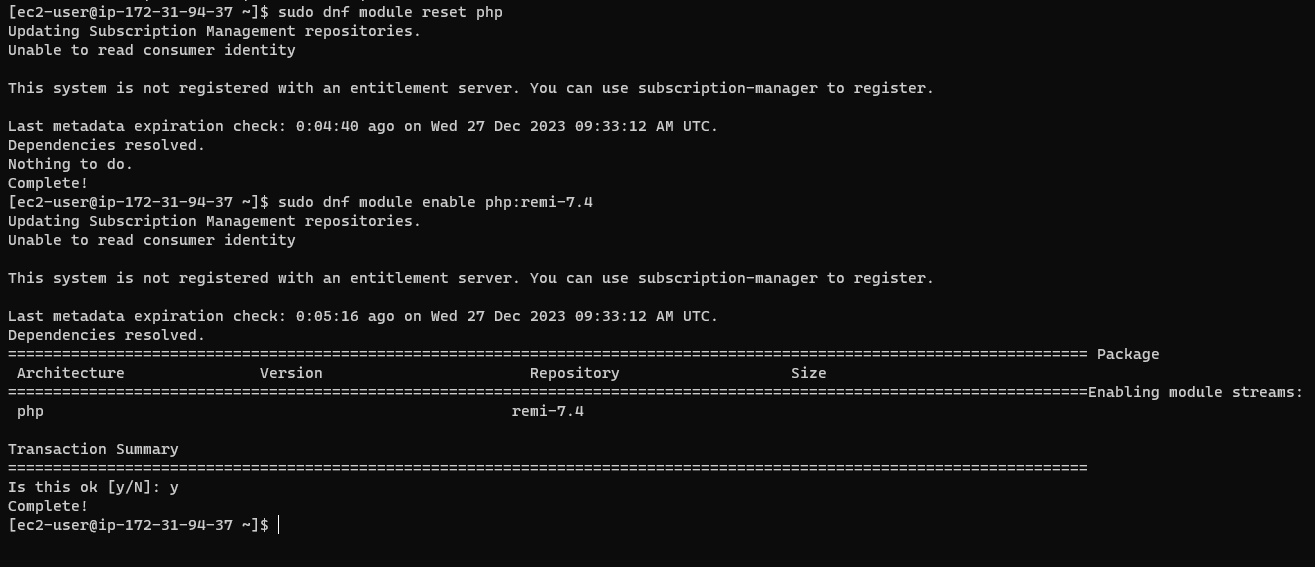 [ec2-user@ip-172-31-94-37 ~]$ sudo dnf module reset php
Updating Subscription Management repositories.
Unable to read consumer identity
This system is not registered with an entitlement server. You can use subscription-manager to register.
Last metadata expiration check: 0:04:40 ago on Wed 27 Dec 2023 09:33:12 AM UTC.
Dependencies resolved.
Nothing to do.
Complete!
[ec2-user@ip-172-31-94-37 ~]$ sudo dnf module enable php:remi-7.4
Updating Subscription Management repositories.
Unable to read consumer identity
This system is not registered with an entitlement server. You can use subscription-manager to register.
Last metadata expiration check: 0:05:16 ago on Wed 27 Dec 2023 09:33:12 AM UTC.
Dependencies resolved.
======================================================================================================================== Package
Architecture Version Repository Size
========================================================================================================================Enabling module streams:
php remi-7.4
Transaction Summary
========================================================================================================================
Is this ok [y/N]: y
Complete!
[ec2-user@ip-172-31-94-37 ~]$